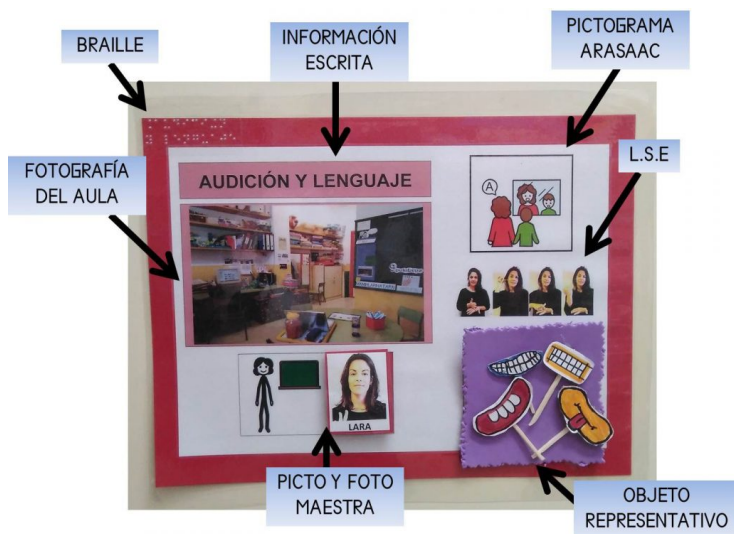 BRAILLE
INFORMACIÓN
ESCRITA
PICTOGRAMA
ARASAAC
FOTOGRAFÍA
DEL AULA
L.S.E
AUDICIÓN Y LENGUAJE
A
LARA
PICTO Y FOTO
MAESTRA
OBJETO
REPRESENTATIVO